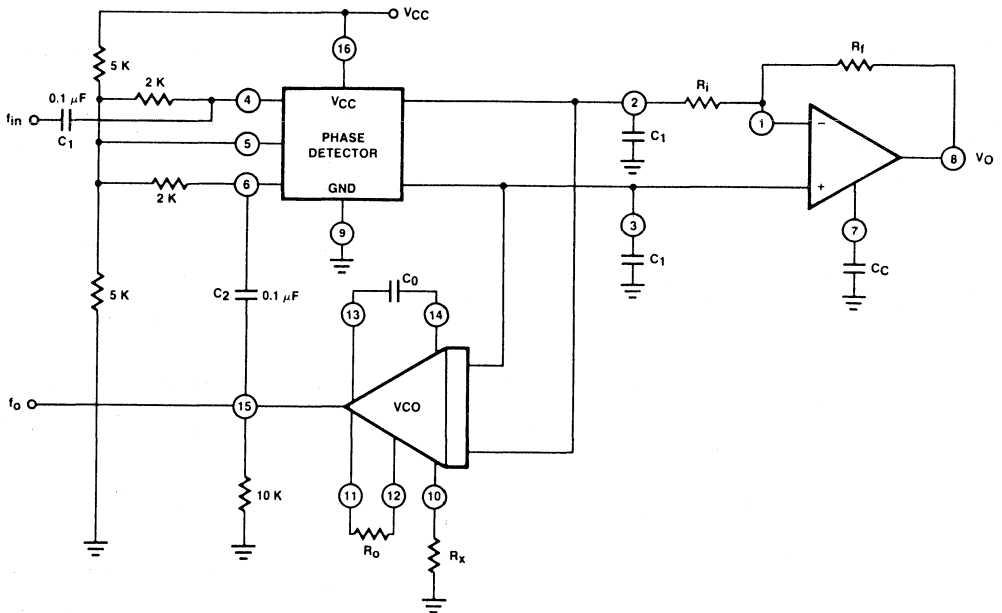 VCC
16
5 K
2 K
0.1 µF
fin
C1
4
VCC
PHASE
DETECTOR
GND
5
6
2 K
9
2
Ri
Rf
1
−
+
8
VO
C1
3
C1
7
CC
5 K
C2
0.1 µF
C0
13
14
fo
15
VCO
10 K
11
12
10
Ro
Rx